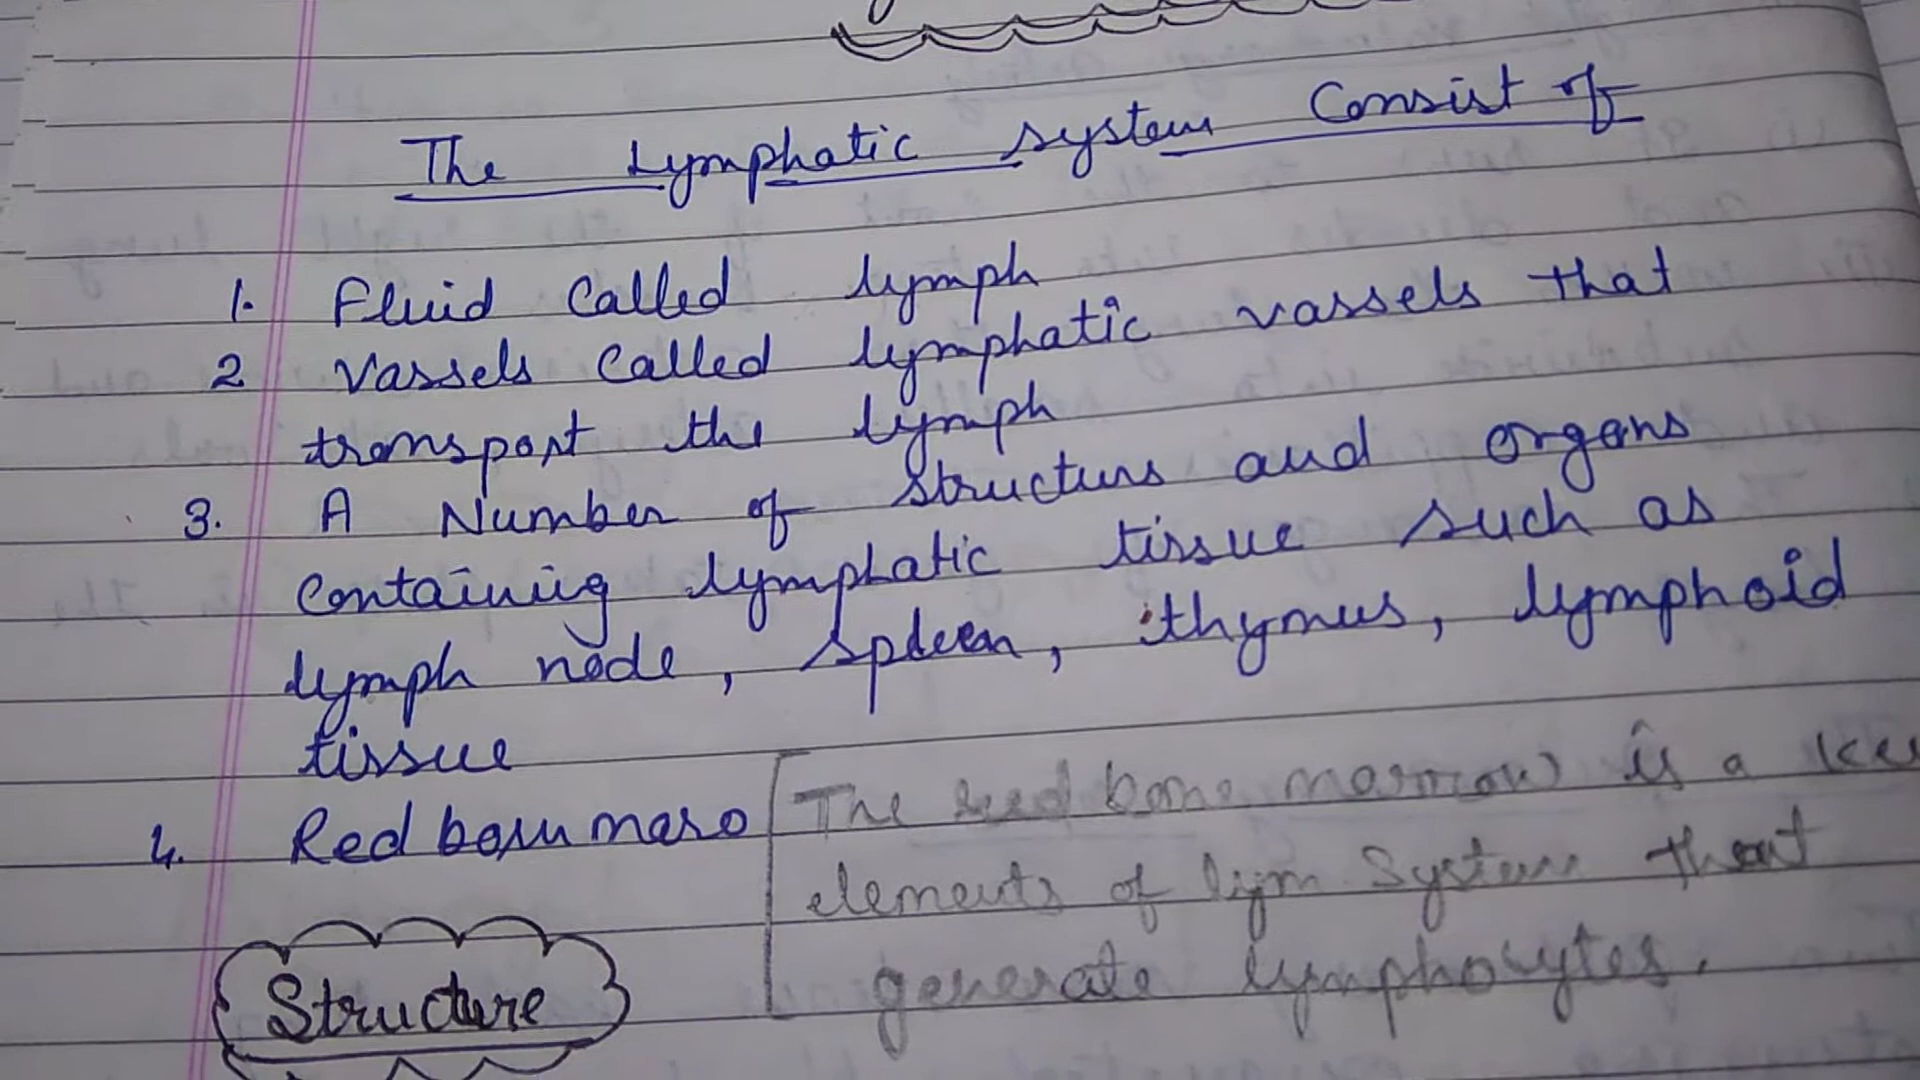 The Lymphatic system Consist of
1. Fluid Called lymph
2 Vassels Called lymphatic vassels that
transport the lymph
3. A Number of Structurs and organs
Containing lymphatic tissue such as
lymph node, spleen, thymus, lymphoid
tissue
4. Red bon maro
The red bone marrow is a
elements of lym System that
generate lymphocytes.
Structure